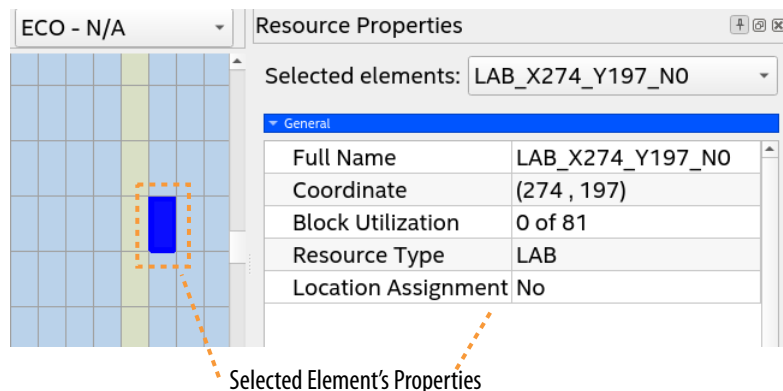 ECO - N/A
Resource Properties
Selected elements: LAB_X274_Y197_N0
General
Full Name LAB_X274_Y197_N0
Coordinate (274 , 197)
Block Utilization 0 of 81
Resource Type LAB
Location Assignment No
Selected Element's Properties